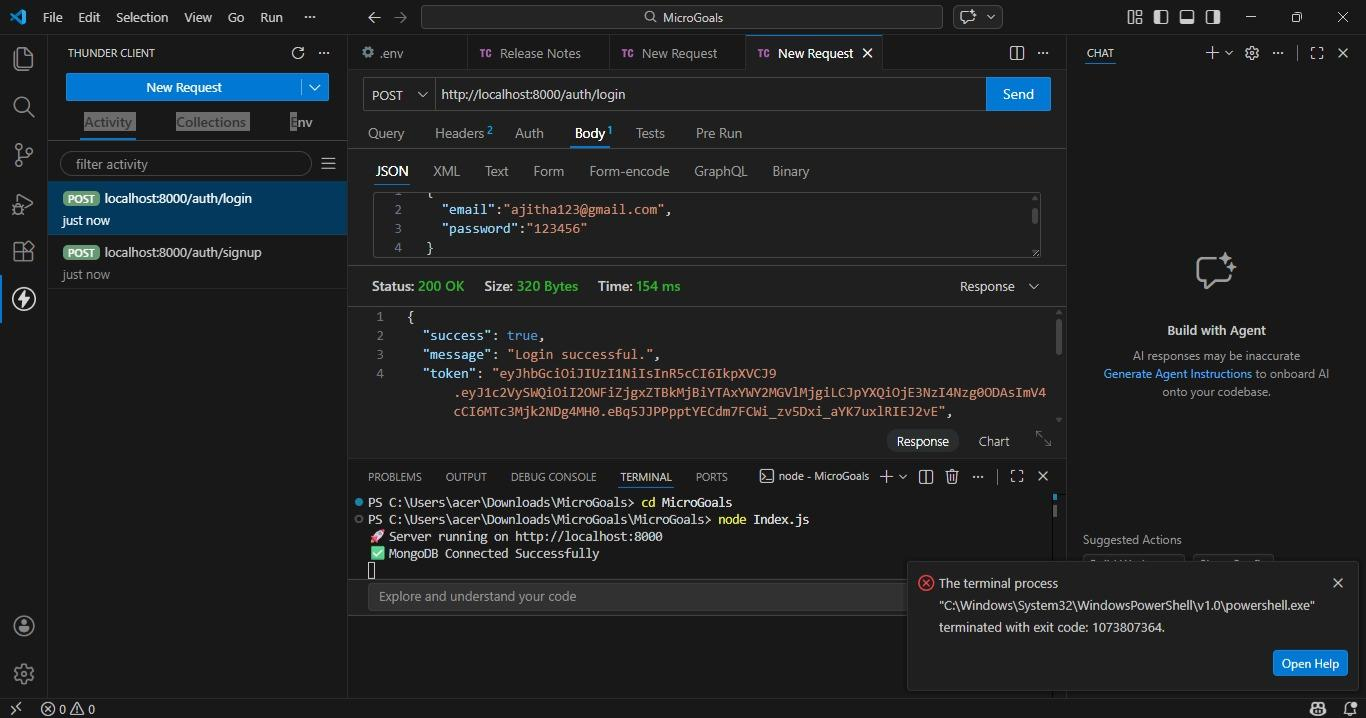 File Edit Selection View Go Run ···
MicroGoals
THUNDER CLIENT
New Request
Activity Collections Env
filter activity
POST localhost:8000/auth/login
just now
POST localhost:8000/auth/signup
just now
.env
TC Release Notes
TC New Request
TC New Request
POST http://localhost:8000/auth/login Send
Query Headers 2 Auth Body 1 Tests Pre Run
JSON XML Text Form Form-encode GraphQL Binary
2 "email":"ajitha123@gmail.com",
3 "password":"123456"
4 }
Status: 200 OK Size: 320 Bytes Time: 154 ms Response
1 {
2 "success": true,
3 "message": "Login successful.",
4 "token": "eyJhbGciOiJIUzI1NiIsInR5cCI6IkpXVCJ9
.eyJ1c2VySWQiOiI2OWFiZjgxZTBkMjBiYTAxYWY2MGVlMjgiLCJpYXQiOjE3NzI4Nzg0ODAsImV4
cCI6MTc3Mjk2NDg4MH0.eBq5JJPPpptYECdm7FCWi_zv5Dxi_aYK7uxlRIEJ2vE",
Response Chart
PROBLEMS OUTPUT DEBUG CONSOLE TERMINAL PORTS node - MicroGoals
PS C:\Users\acer\Downloads\MicroGoals> cd MicroGoals
PS C:\Users\acer\Downloads\MicroGoals\MicroGoals> node Index.js
🚀 Server running on http://localhost:8000
✅ MongoDB Connected Successfully
Explore and understand your code
CHAT
Build with Agent
AI responses may be inaccurate
Generate Agent Instructions to onboard AI
onto your codebase.
Suggested Actions
The terminal process
"C:\Windows\System32\WindowsPowerShell\v1.0\powershell.exe"
terminated with exit code: 1073807364.
Open Help
0 0